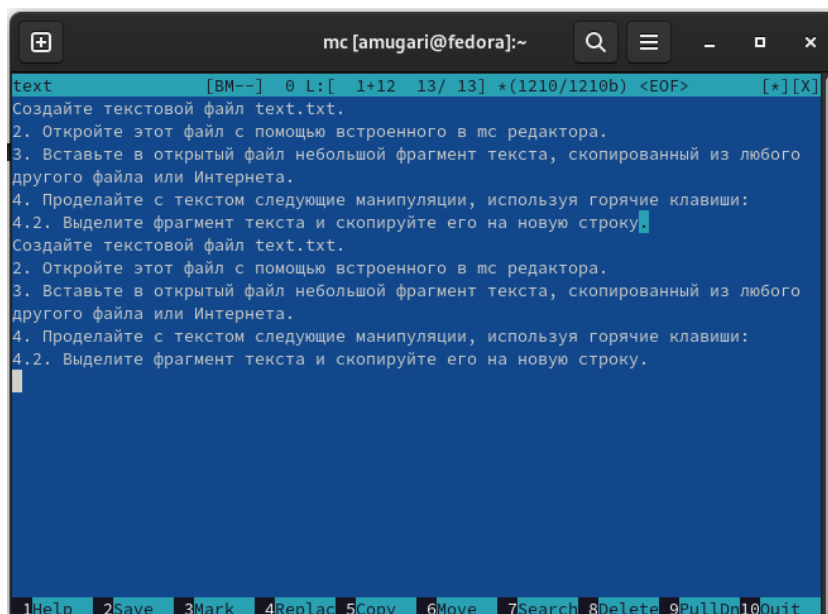 mc [amugari@fedora]:~
text [BM--] 0 L:[ 1+12 13/ 13] *(1210/1210b) <EOF> [*][X]
Создайте текстовой файл text.txt.
2. Откройте этот файл с помощью встроенного в mc редактора.
3. Вставьте в открытый файл небольшой фрагмент текста, скопированный из любого
другого файла или Интернета.
4. Проделайте с текстом следующие манипуляции, используя горячие клавиши:
4.2. Выделите фрагмент текста и скопируйте его на новую строку.
Создайте текстовой файл text.txt.
2. Откройте этот файл с помощью встроенного в mc редактора.
3. Вставьте в открытый файл небольшой фрагмент текста, скопированный из любого
другого файла или Интернета.
4. Проделайте с текстом следующие манипуляции, используя горячие клавиши:
4.2. Выделите фрагмент текста и скопируйте его на новую строку.
1Help 2Save 3Mark 4Replac 5Copy 6Move 7Search 8Delete 9PullDn 10Quit